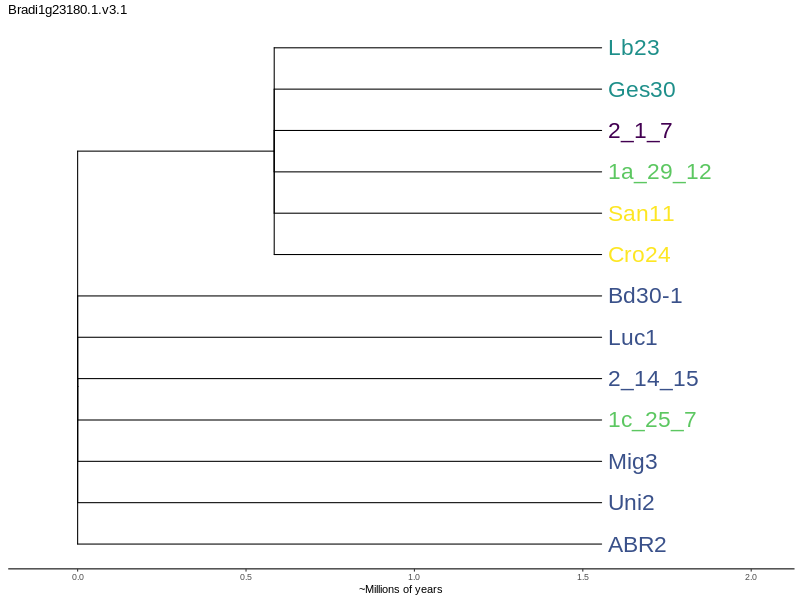 Bradi1g23180.1.v3.1
Lb23
Ges30
2_1_7
1a_29_12
San11
Cro24
Bd30-1
Luc1
2_14_15
1c_25_7
Mig3
Uni2
ABR2
0.0 0.5 1.0 1.5 2.0
~Millions of years